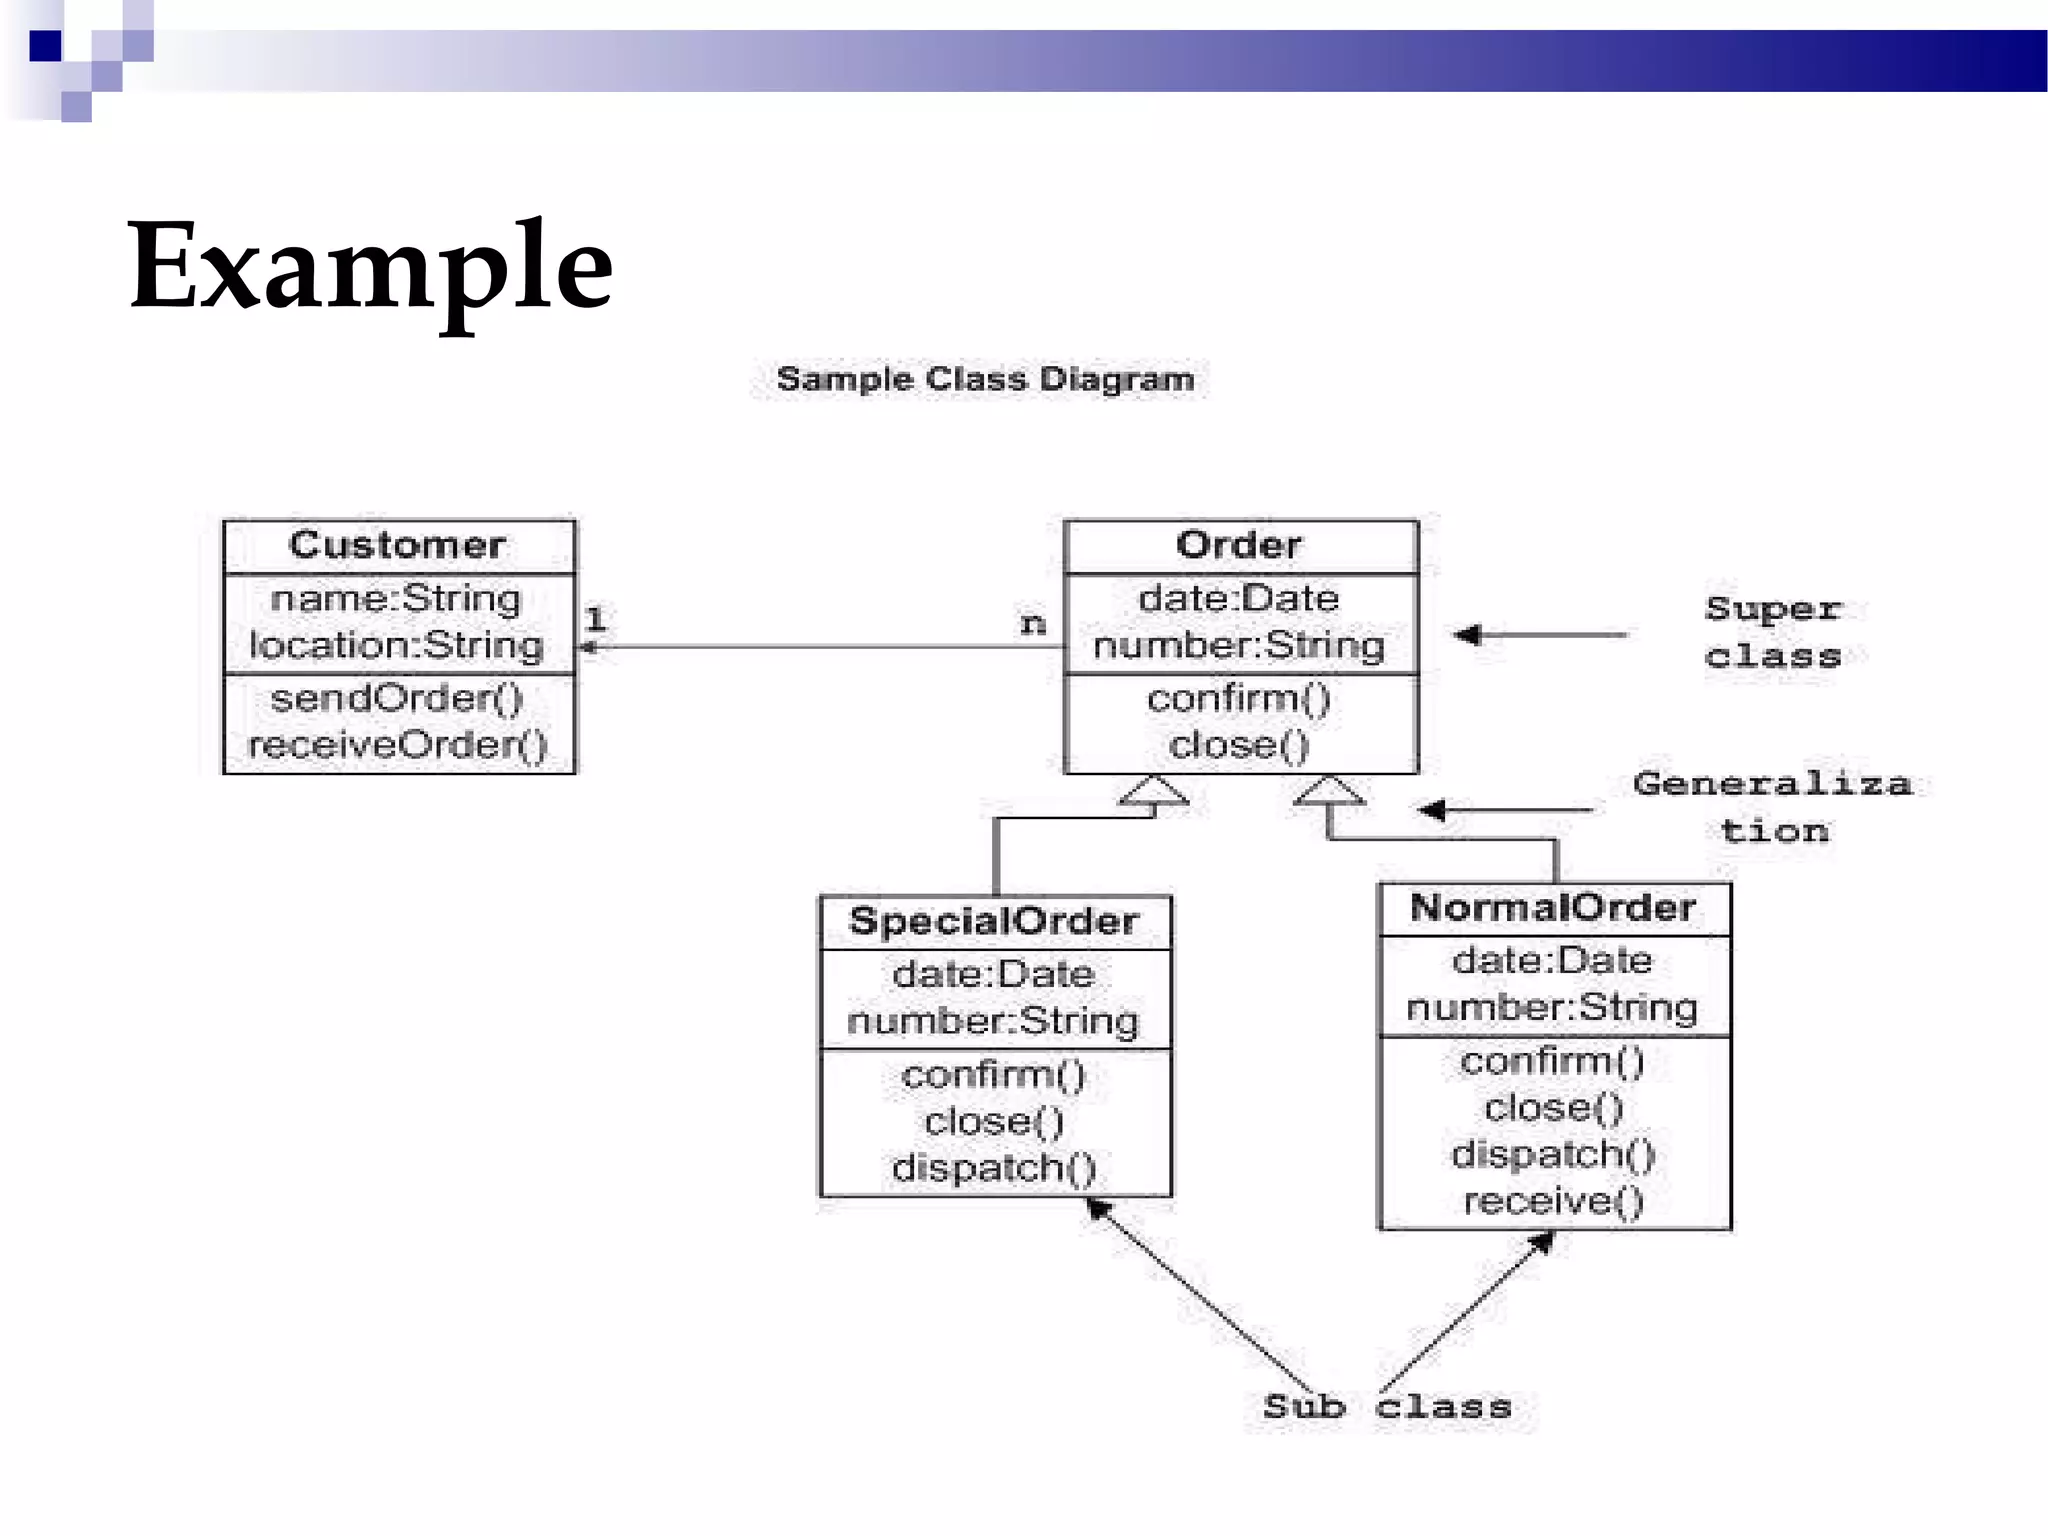 Example
Sample Class Diagram
Customer
name:String
location:String
sendOrder()
receiveOrder()
1
n
Order
date:Date
number:String
confirm()
close()
Super
class
Generaliza
tion
SpecialOrder
date:Date
number:String
confirm()
close()
dispatch()
NormalOrder
date:Date
number:String
confirm()
close()
dispatch()
receive()
Sub class